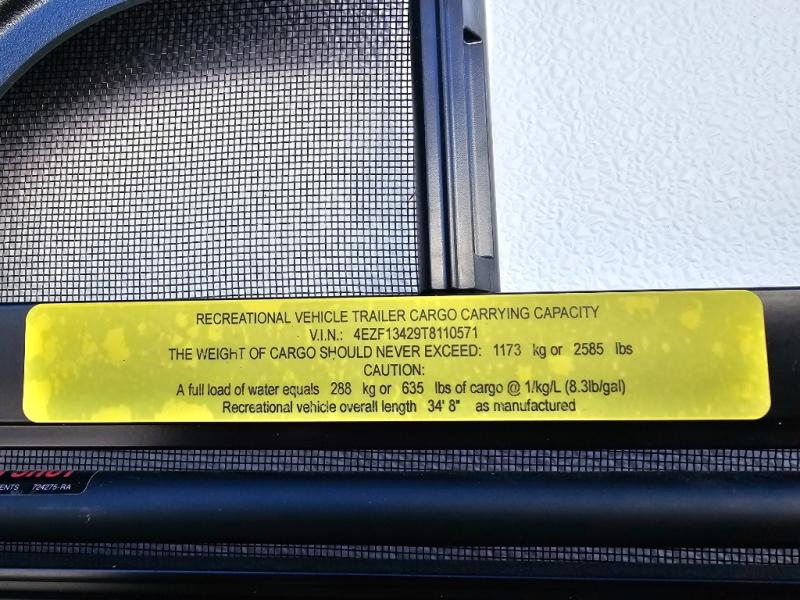 RECREATIONAL VEHICLE TRAILER CARGO CARRYING CAPACITY
V.I.N.: 4EZF13429T8110571
THE WEIGHT OF CARGO SHOULD NEVER EXCEED: 1173 kg or 2585 lbs
CAUTION:
A full load of water equals 288 kg or 635 lbs of cargo @ 1/kg/L (8.3lb/gal)
Recreational vehicle overall length 34' 8" as manufactured
724275-RA